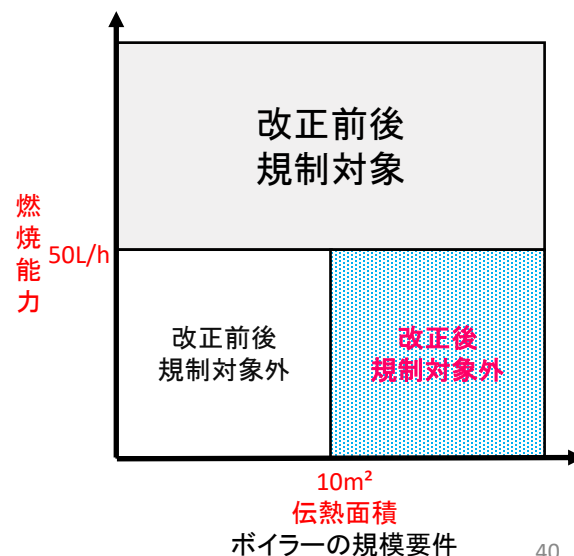 改正前後
規制対象
燃焼能力
50L/h
改正前後
規制対象外
改正後
規制対象外
10m²
伝熱面積
ボイラーの規模要件
40